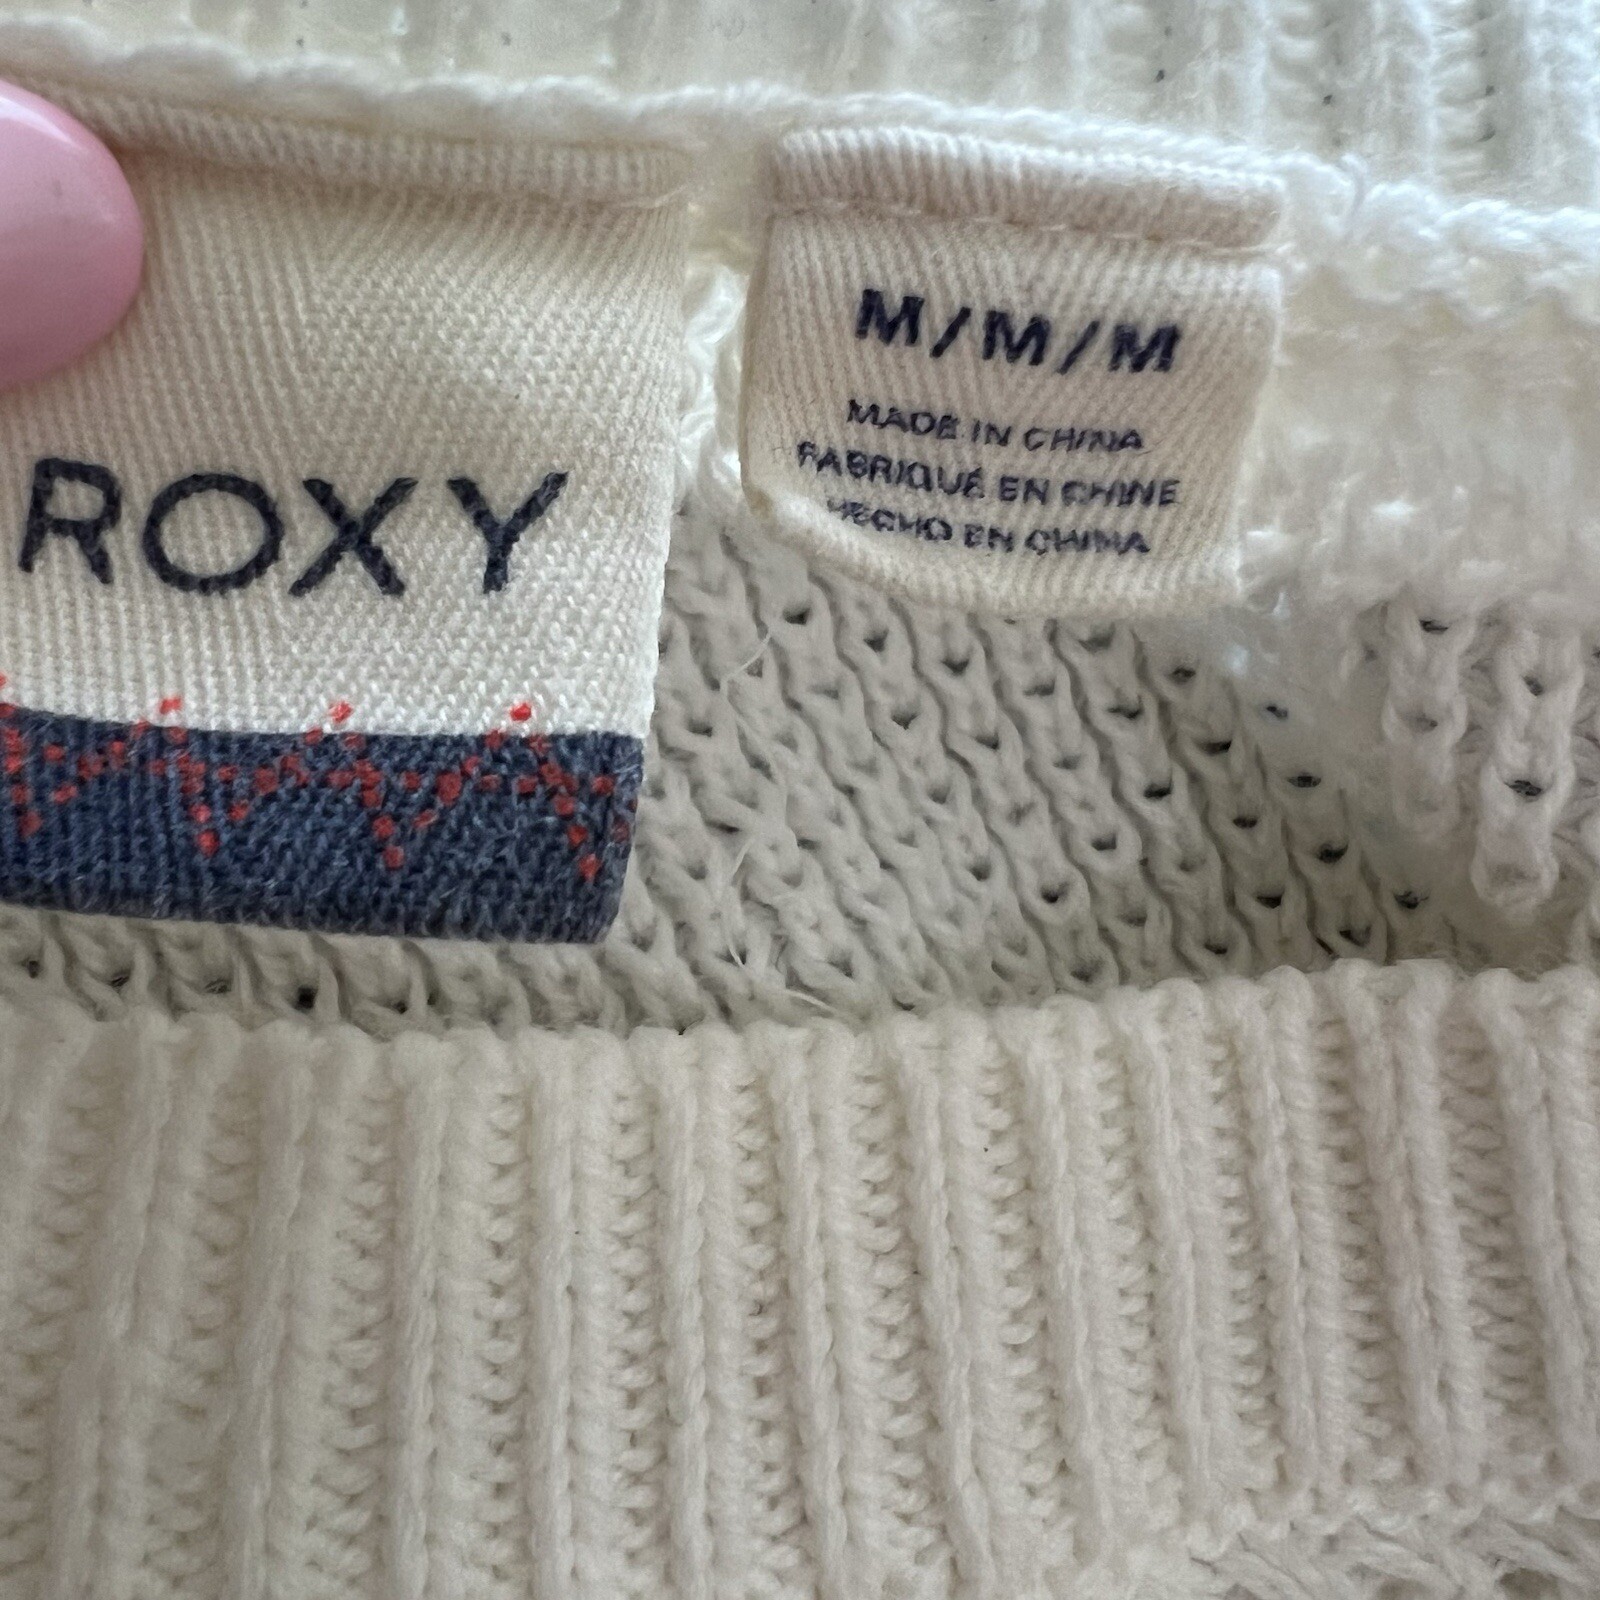 ROXY
M/M/M
MADE IN CHINA
FABRIQUÉ EN CHINE
HECHO EN CHINA